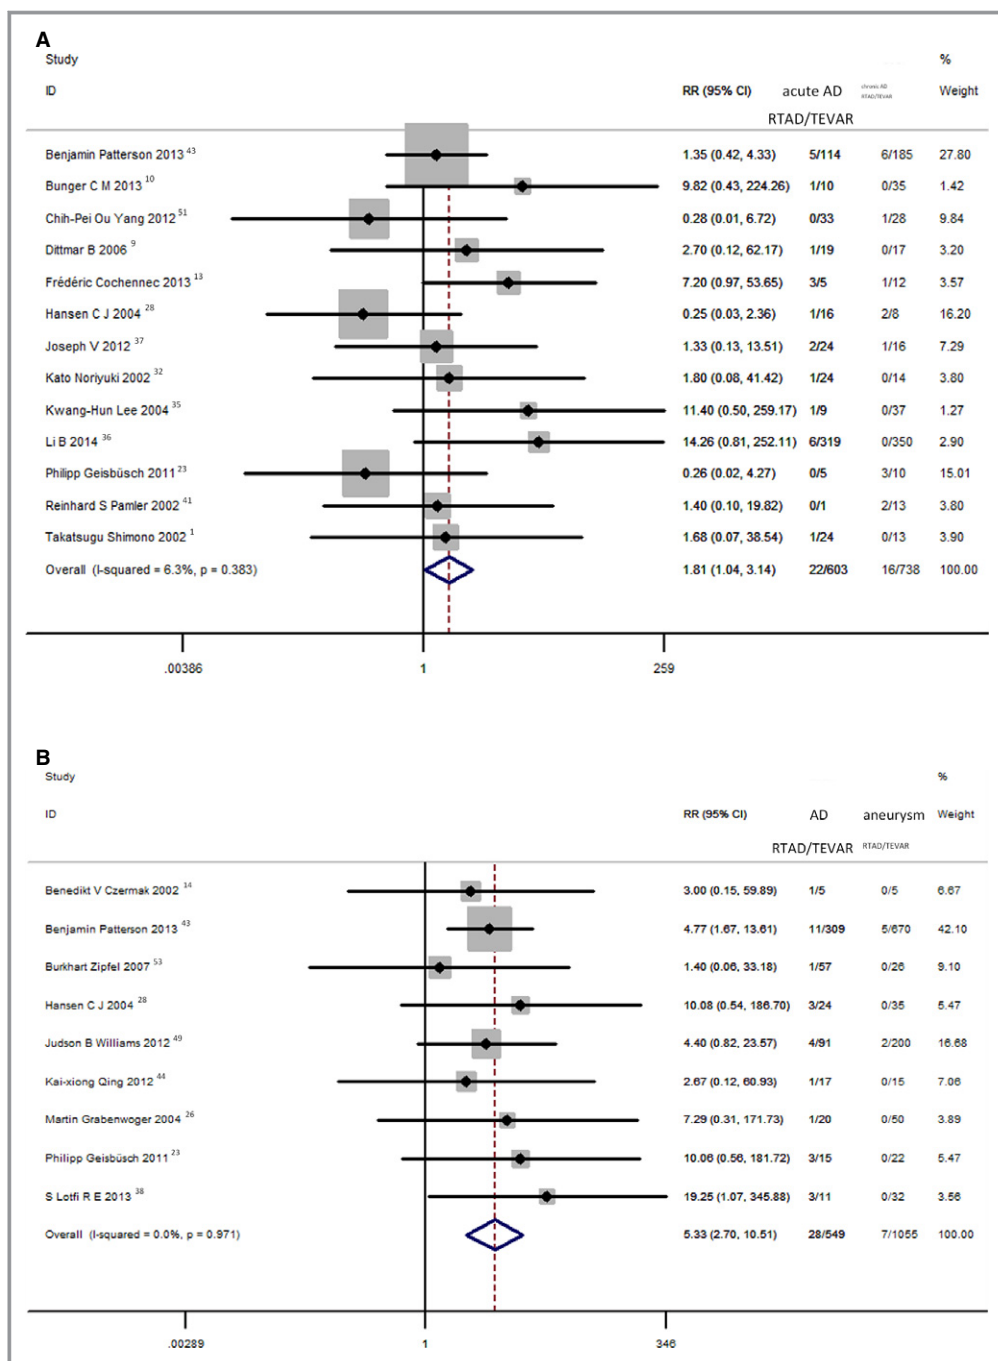 A
Study %
ID RR (95% CI) acute AD chronic AD Weight
RTAD/TEVAR RTAD/TEVAR
Benjamin Patterson 2013 43 1.35 (0.42, 4.33) 5/114 6/185 27.80
Bunger C M 2013 10 9.82 (0.43, 224.26) 1/10 0/35 1.42
Chih-Pei Ou Yang 2012 51 0.28 (0.01, 6.72) 0/33 1/28 9.84
Dittmar B 2006 9 2.70 (0.12, 62.17) 1/19 0/17 3.20
Frédéric Cochennec 2013 13 7.20 (0.97, 53.65) 3/5 1/12 3.57
Hansen C J 2004 28 0.25 (0.03, 2.36) 1/16 2/8 16.20
Joseph V 2012 37 1.33 (0.13, 13.51) 2/24 1/16 7.29
Kato Noriyuki 2002 32 1.80 (0.08, 41.42) 1/24 0/14 3.80
Kwang-Hun Lee 2004 35 11.40 (0.50, 259.17) 1/9 0/37 1.27
Li B 2014 36 14.26 (0.81, 252.11) 6/319 0/350 2.90
Philipp Geisbüsch 2011 23 0.26 (0.02, 4.27) 0/5 3/10 15.01
Reinhard S Pamler 2002 41 1.40 (0.10, 19.82) 0/1 2/13 3.80
Takatsugu Shimono 2002 1 1.68 (0.07, 38.54) 1/24 0/13 3.90
Overall (I-squared = 6.3%, p = 0.383) 1.81 (1.04, 3.14) 22/603 16/738 100.00
.00386 1 259
B
Study %
ID RR (95% CI) AD aneurysm Weight
RTAD/TEVAR RTAD/TEVAR
Benedikt V Czermak 2002 14 3.00 (0.15, 59.89) 1/5 0/5 6.67
Benjamin Patterson 2013 43 4.77 (1.67, 13.61) 11/309 5/670 42.10
Burkhart Zipfel 2007 53 1.40 (0.06, 33.18) 1/57 0/26 9.10
Hansen C J 2004 28 10.08 (0.54, 186.70) 3/24 0/35 5.47
Judson B Williams 2012 49 4.40 (0.82, 23.57) 4/91 2/200 16.68
Kai-xiong Qing 2012 44 2.67 (0.12, 60.93) 1/17 0/15 7.06
Martin Grabenwoger 2004 26 7.29 (0.31, 171.73) 1/20 0/50 3.89
Philipp Geisbüsch 2011 23 10.06 (0.56, 181.72) 3/15 0/22 5.47
S Lotfi R E 2013 38 19.25 (1.07, 345.88) 3/11 0/32 3.56
Overall (I-squared = 0.0%, p = 0.971) 5.33 (2.70, 10.51) 28/549 7/1055 100.00
.00289 1 346